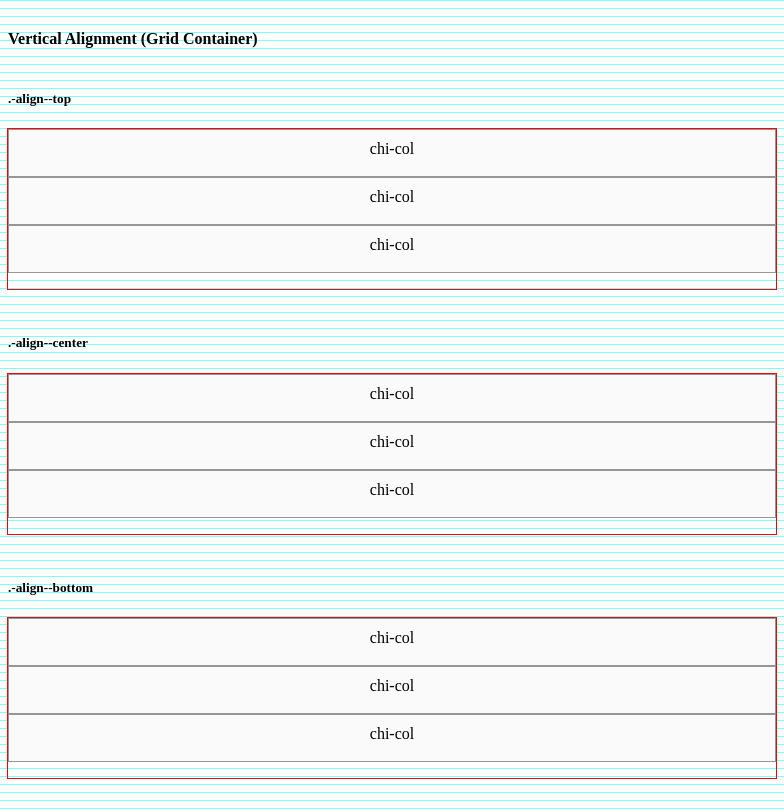 Vertical Alignment (Grid Container)
.-align--top
chi-col
chi-col
chi-col
.-align--center
chi-col
chi-col
chi-col
.-align--bottom
chi-col
chi-col
chi-col